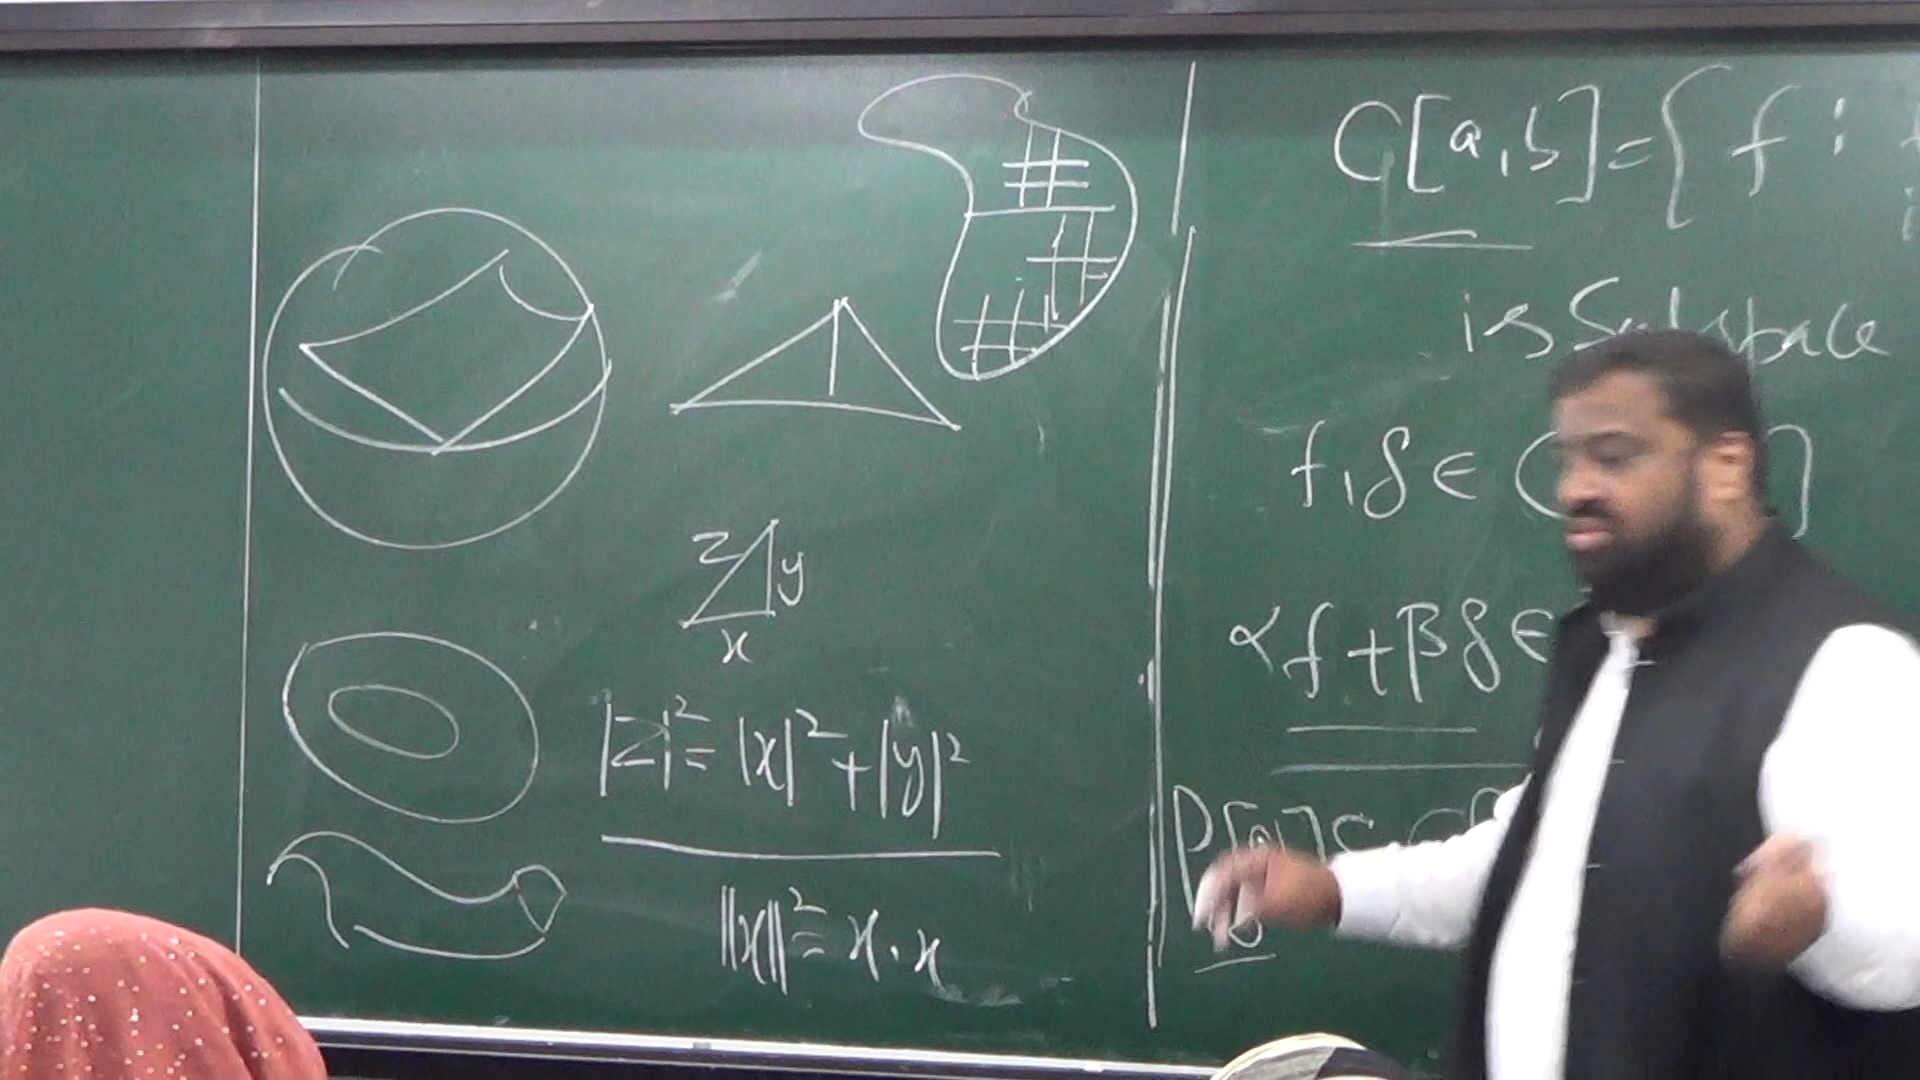 z y
x
|z|² = |x|² + |y|²
||x||² = x · x
C[a,b] = { f :
is Subspace
f, g ∈ C
αf + βg ∈